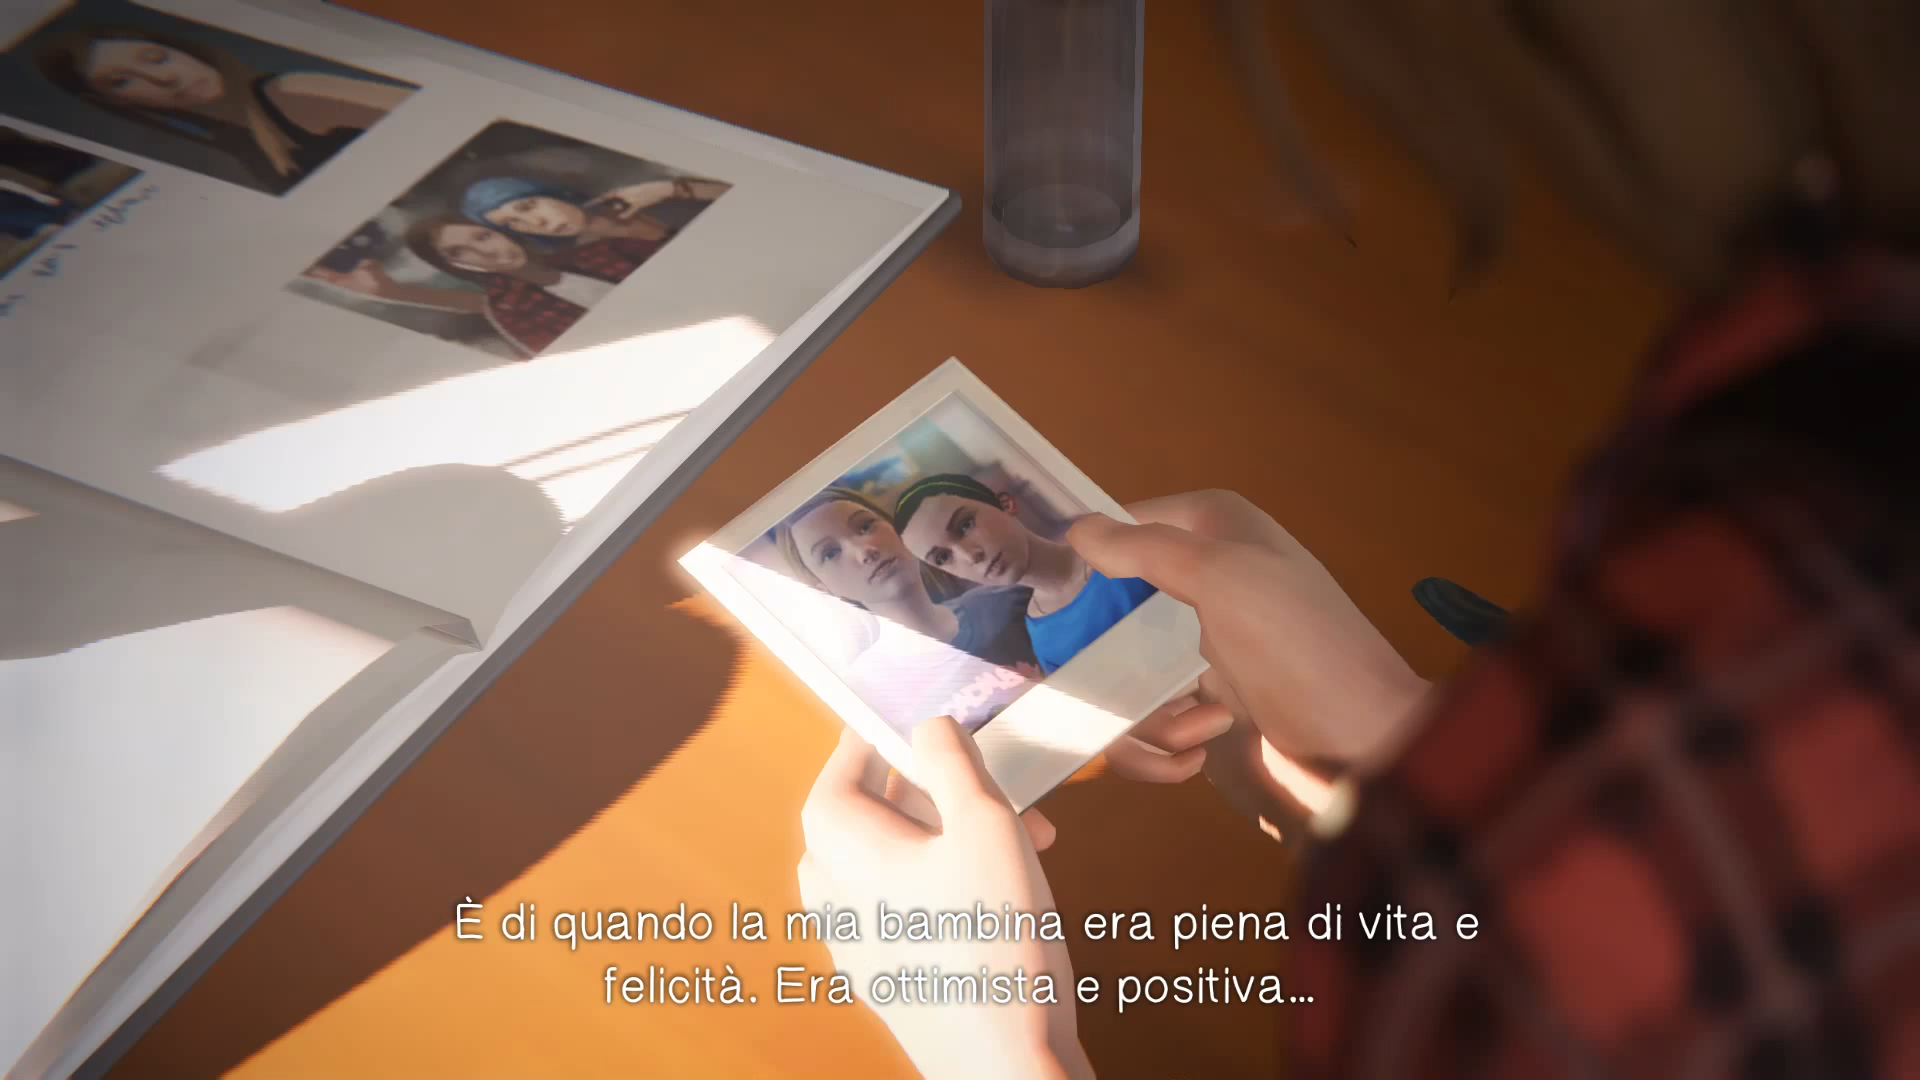 È di quando la mia bambina era piena di vita e
felicità. Era ottimista e positiva...